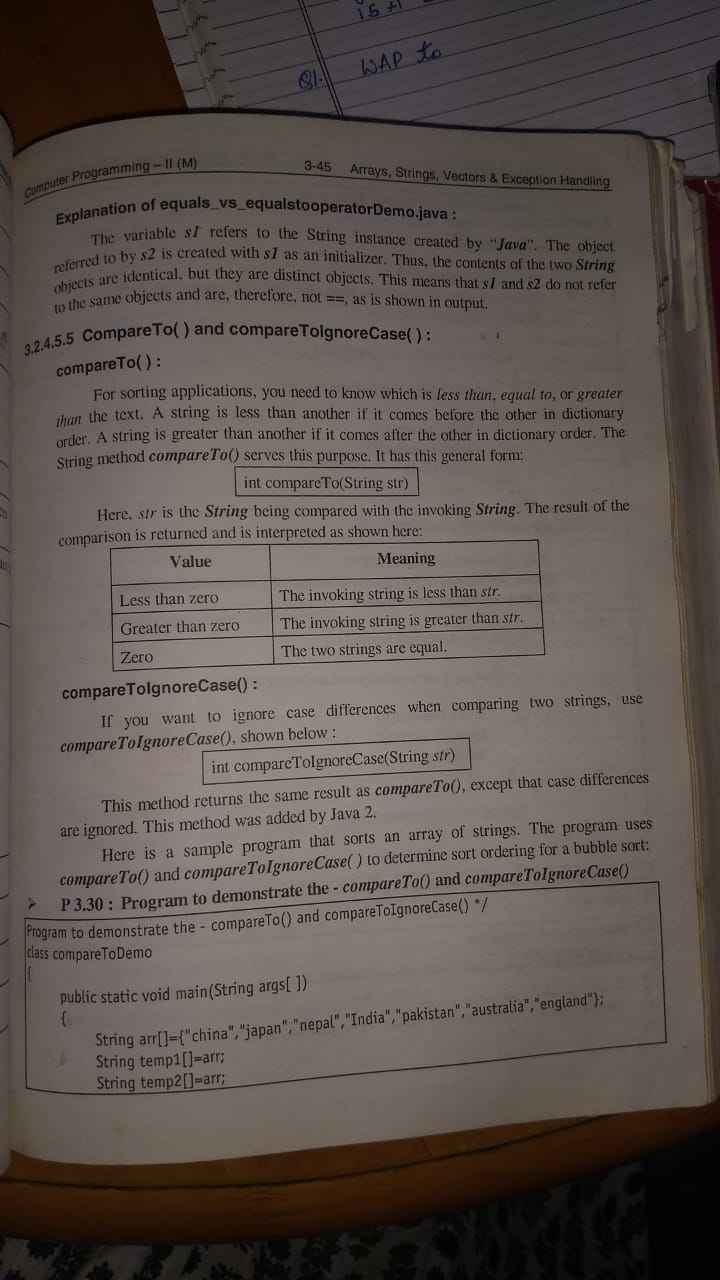 15 +1
Q1. WAP to
Computer Programming – II (M) 3-45 Arrays, Strings, Vectors & Exception Handling
Explanation of equals_vs_equalstooperatorDemo.java :
The variable s1 refers to the String instance created by “Java”. The object
referred to by s2 is created with s1 as an initializer. Thus, the contents of the two String
objects are identical, but they are distinct objects. This means that s1 and s2 do not refer
to the same objects and are, therefore, not ==, as is shown in output.
3.2.4.5.5 CompareTo( ) and compareToIgnoreCase( ) :
compareTo( ) :
For sorting applications, you need to know which is less than, equal to, or greater
than the text. A string is less than another if it comes before the other in dictionary
order. A string is greater than another if it comes after the other in dictionary order. The
String method compareTo() serves this purpose. It has this general form:
int compareTo(String str)
Here, str is the String being compared with the invoking String. The result of the
comparison is returned and is interpreted as shown here:
Value Meaning
Less than zero The invoking string is less than str.
Greater than zero The invoking string is greater than str.
Zero The two strings are equal.
compareToIgnoreCase() :
If you want to ignore case differences when comparing two strings, use
compareToIgnoreCase(), shown below :
int compareToIgnoreCase(String str)
This method returns the same result as compareTo(), except that case differences
are ignored. This method was added by Java 2.
Here is a sample program that sorts an array of strings. The program uses
compareTo() and compareToIgnoreCase( ) to determine sort ordering for a bubble sort:
➢ P 3.30 : Program to demonstrate the - compareTo() and compareToIgnoreCase()
Program to demonstrate the - compareTo() and compareToIgnoreCase() */
class compareToDemo
{
public static void main(String args[ ])
{
String arr[]={"china","japan","nepal","India","pakistan","australia","england"};
String temp1[]=arr;
String temp2[]=arr;